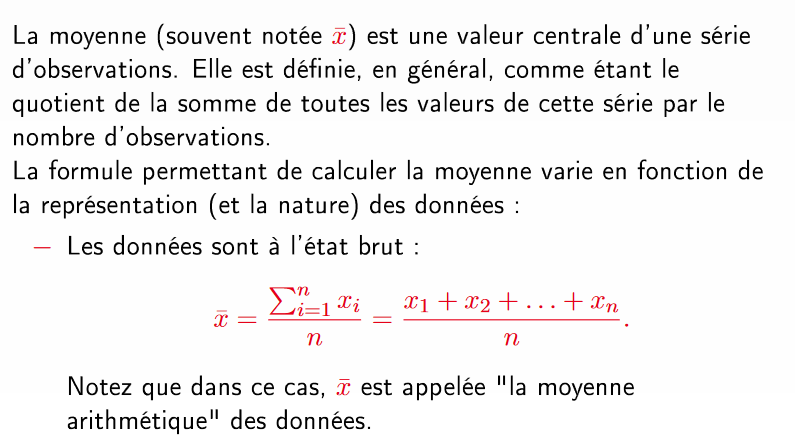 La moyenne (souvent notée x̄) est une valeur centrale d'une série
d'observations. Elle est définie, en général, comme étant le
quotient de la somme de toutes les valeurs de cette série par le
nombre d'observations.
La formule permettant de calculer la moyenne varie en fonction de
la représentation (et la nature) des données :
— Les données sont à l'état brut :
x̄ = \frac{\sum_{i=1}^{n} x_i}{n} = \frac{x_1 + x_2 + \ldots + x_n}{n}.
Notez que dans ce cas, x̄ est appelée "la moyenne
arithmétique" des données.